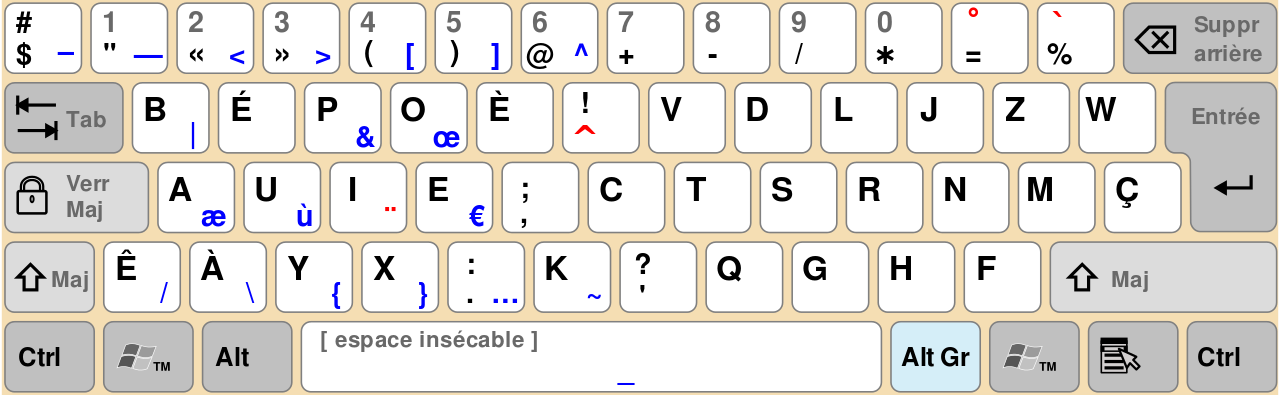 # 1 2 3 4 5 6 7 8 9 0 ° ` Suppr
$ – " — « < » > ( [ ) ] @ ^ + - / * = % arrière
Tab B | É P & O œ È ! ^ V D L J Z W Entrée
Verr A U I E ; C T S R N M Ç
Maj æ ù ¨ € ,
Maj Ê À Y X : K ? Q G H F Maj
/ \ { } . … ~ '
[ espace insécable ]
Ctrl TM Alt _ Alt Gr TM Ctrl